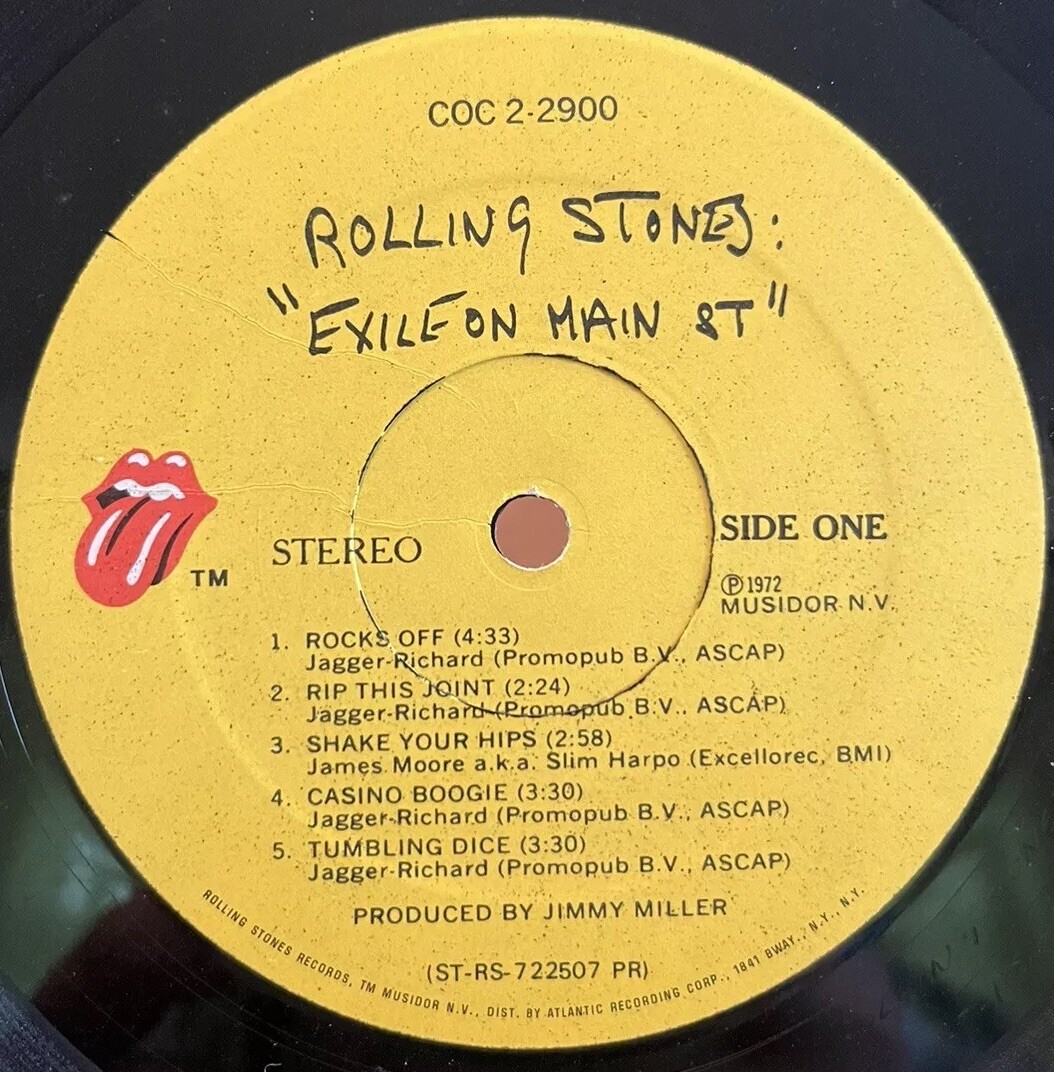 COC 2-2900
ROLLING STONES:
"EXILE ON MAIN ST"
TM
STEREO
SIDE ONE
Ⓟ1972
MUSIDOR N.V.
1. ROCKS OFF (4:33)
Jagger-Richard (Promopub B.V., ASCAP)
2. RIP THIS JOINT (2:24)
Jagger-Richard (Promopub B.V., ASCAP)
3. SHAKE YOUR HIPS (2:58)
James Moore a.k.a. Slim Harpo (Excellorec, BMI)
4. CASINO BOOGIE (3:30)
Jagger-Richard (Promopub B.V., ASCAP)
5. TUMBLING DICE (3:30)
Jagger-Richard (Promopub B.V., ASCAP)
PRODUCED BY JIMMY MILLER
(ST-RS-722507 PR)
ROLLING STONES RECORDS, TM MUSIDOR N.V., DIST. BY ATLANTIC RECORDING CORP., 1841 BWAY., N.Y., N.Y.